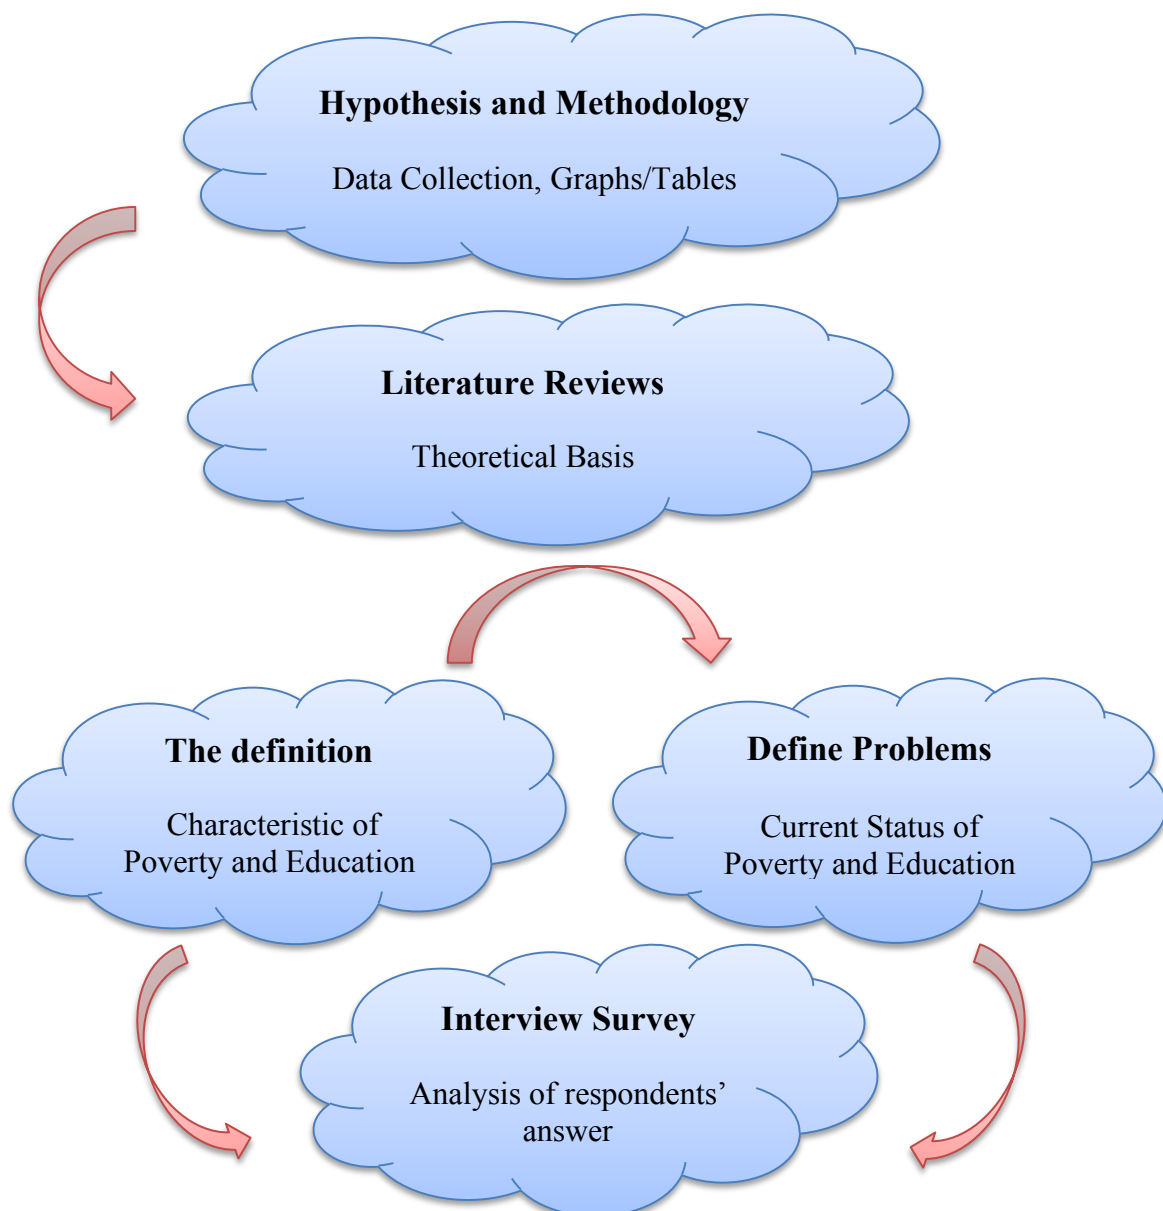 Hypothesis and Methodology
Data Collection, Graphs/Tables
Literature Reviews
Theoretical Basis
The definition
Characteristic of
Poverty and Education
Define Problems
Current Status of
Poverty and Education
Interview Survey
Analysis of respondents’
answer